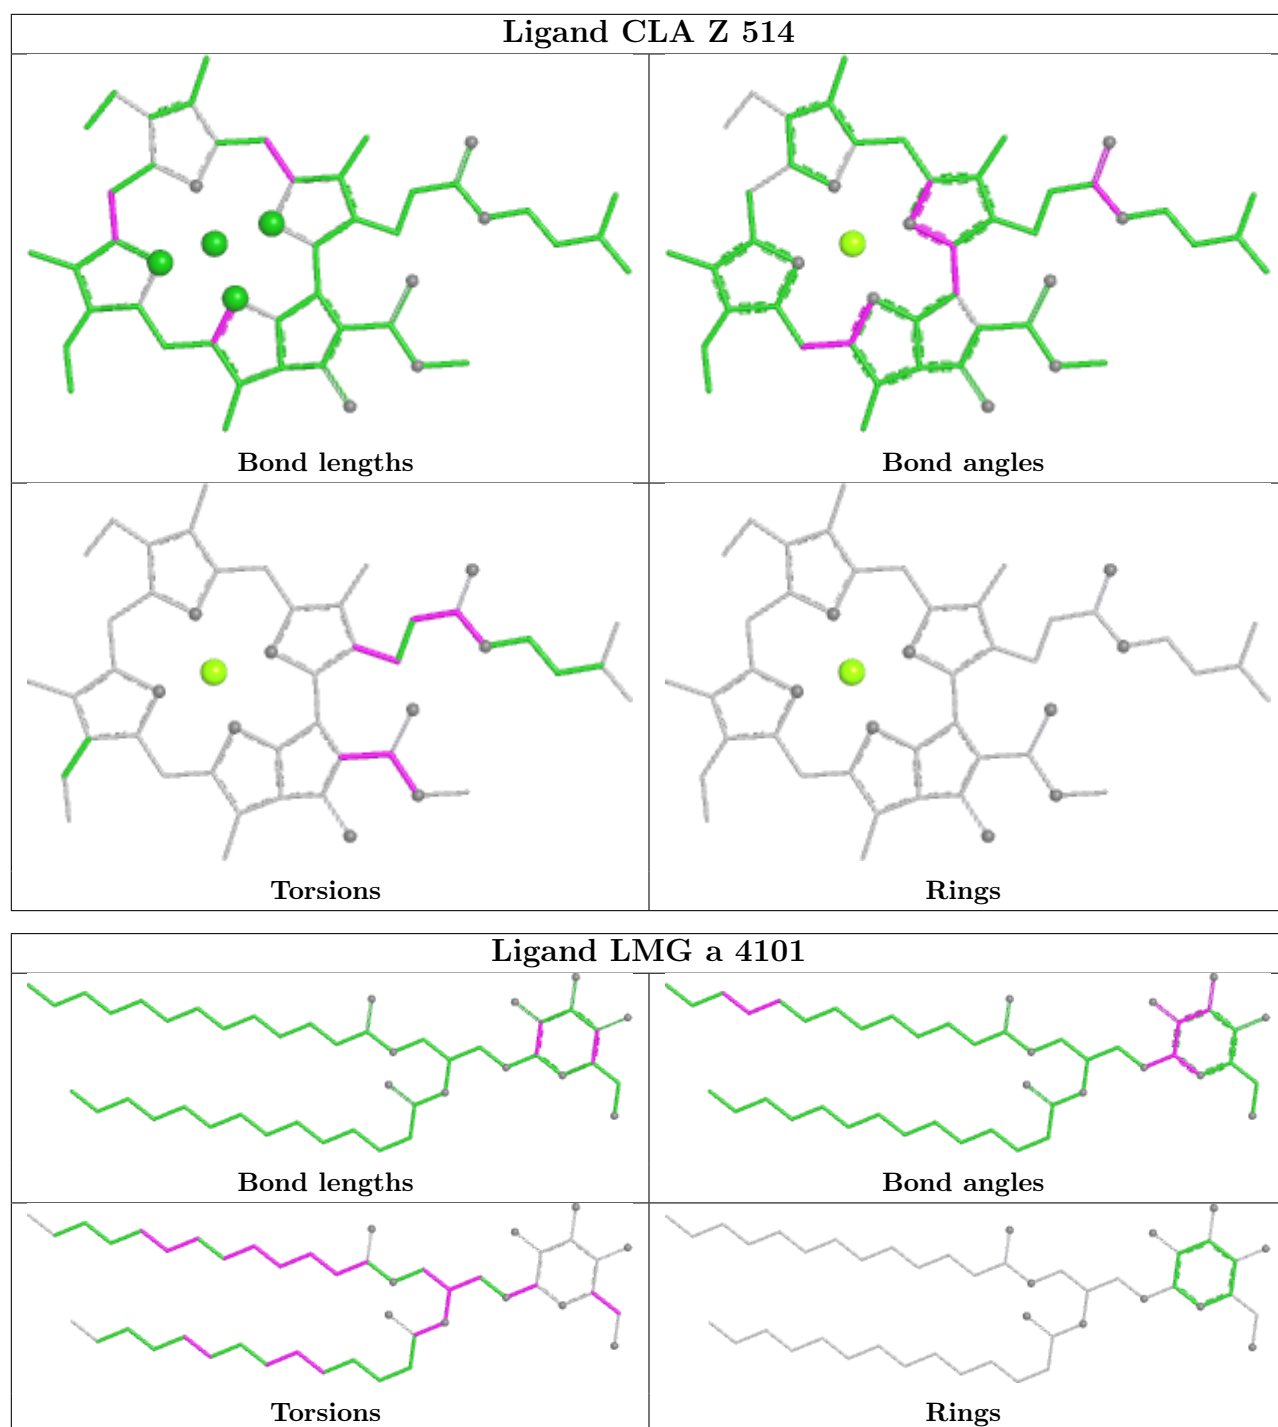 Ligand CLA Z 514
Bond lengths
Bond angles
Torsions
Rings
Ligand LMG a 4101
Bond lengths
Bond angles
Torsions
Rings